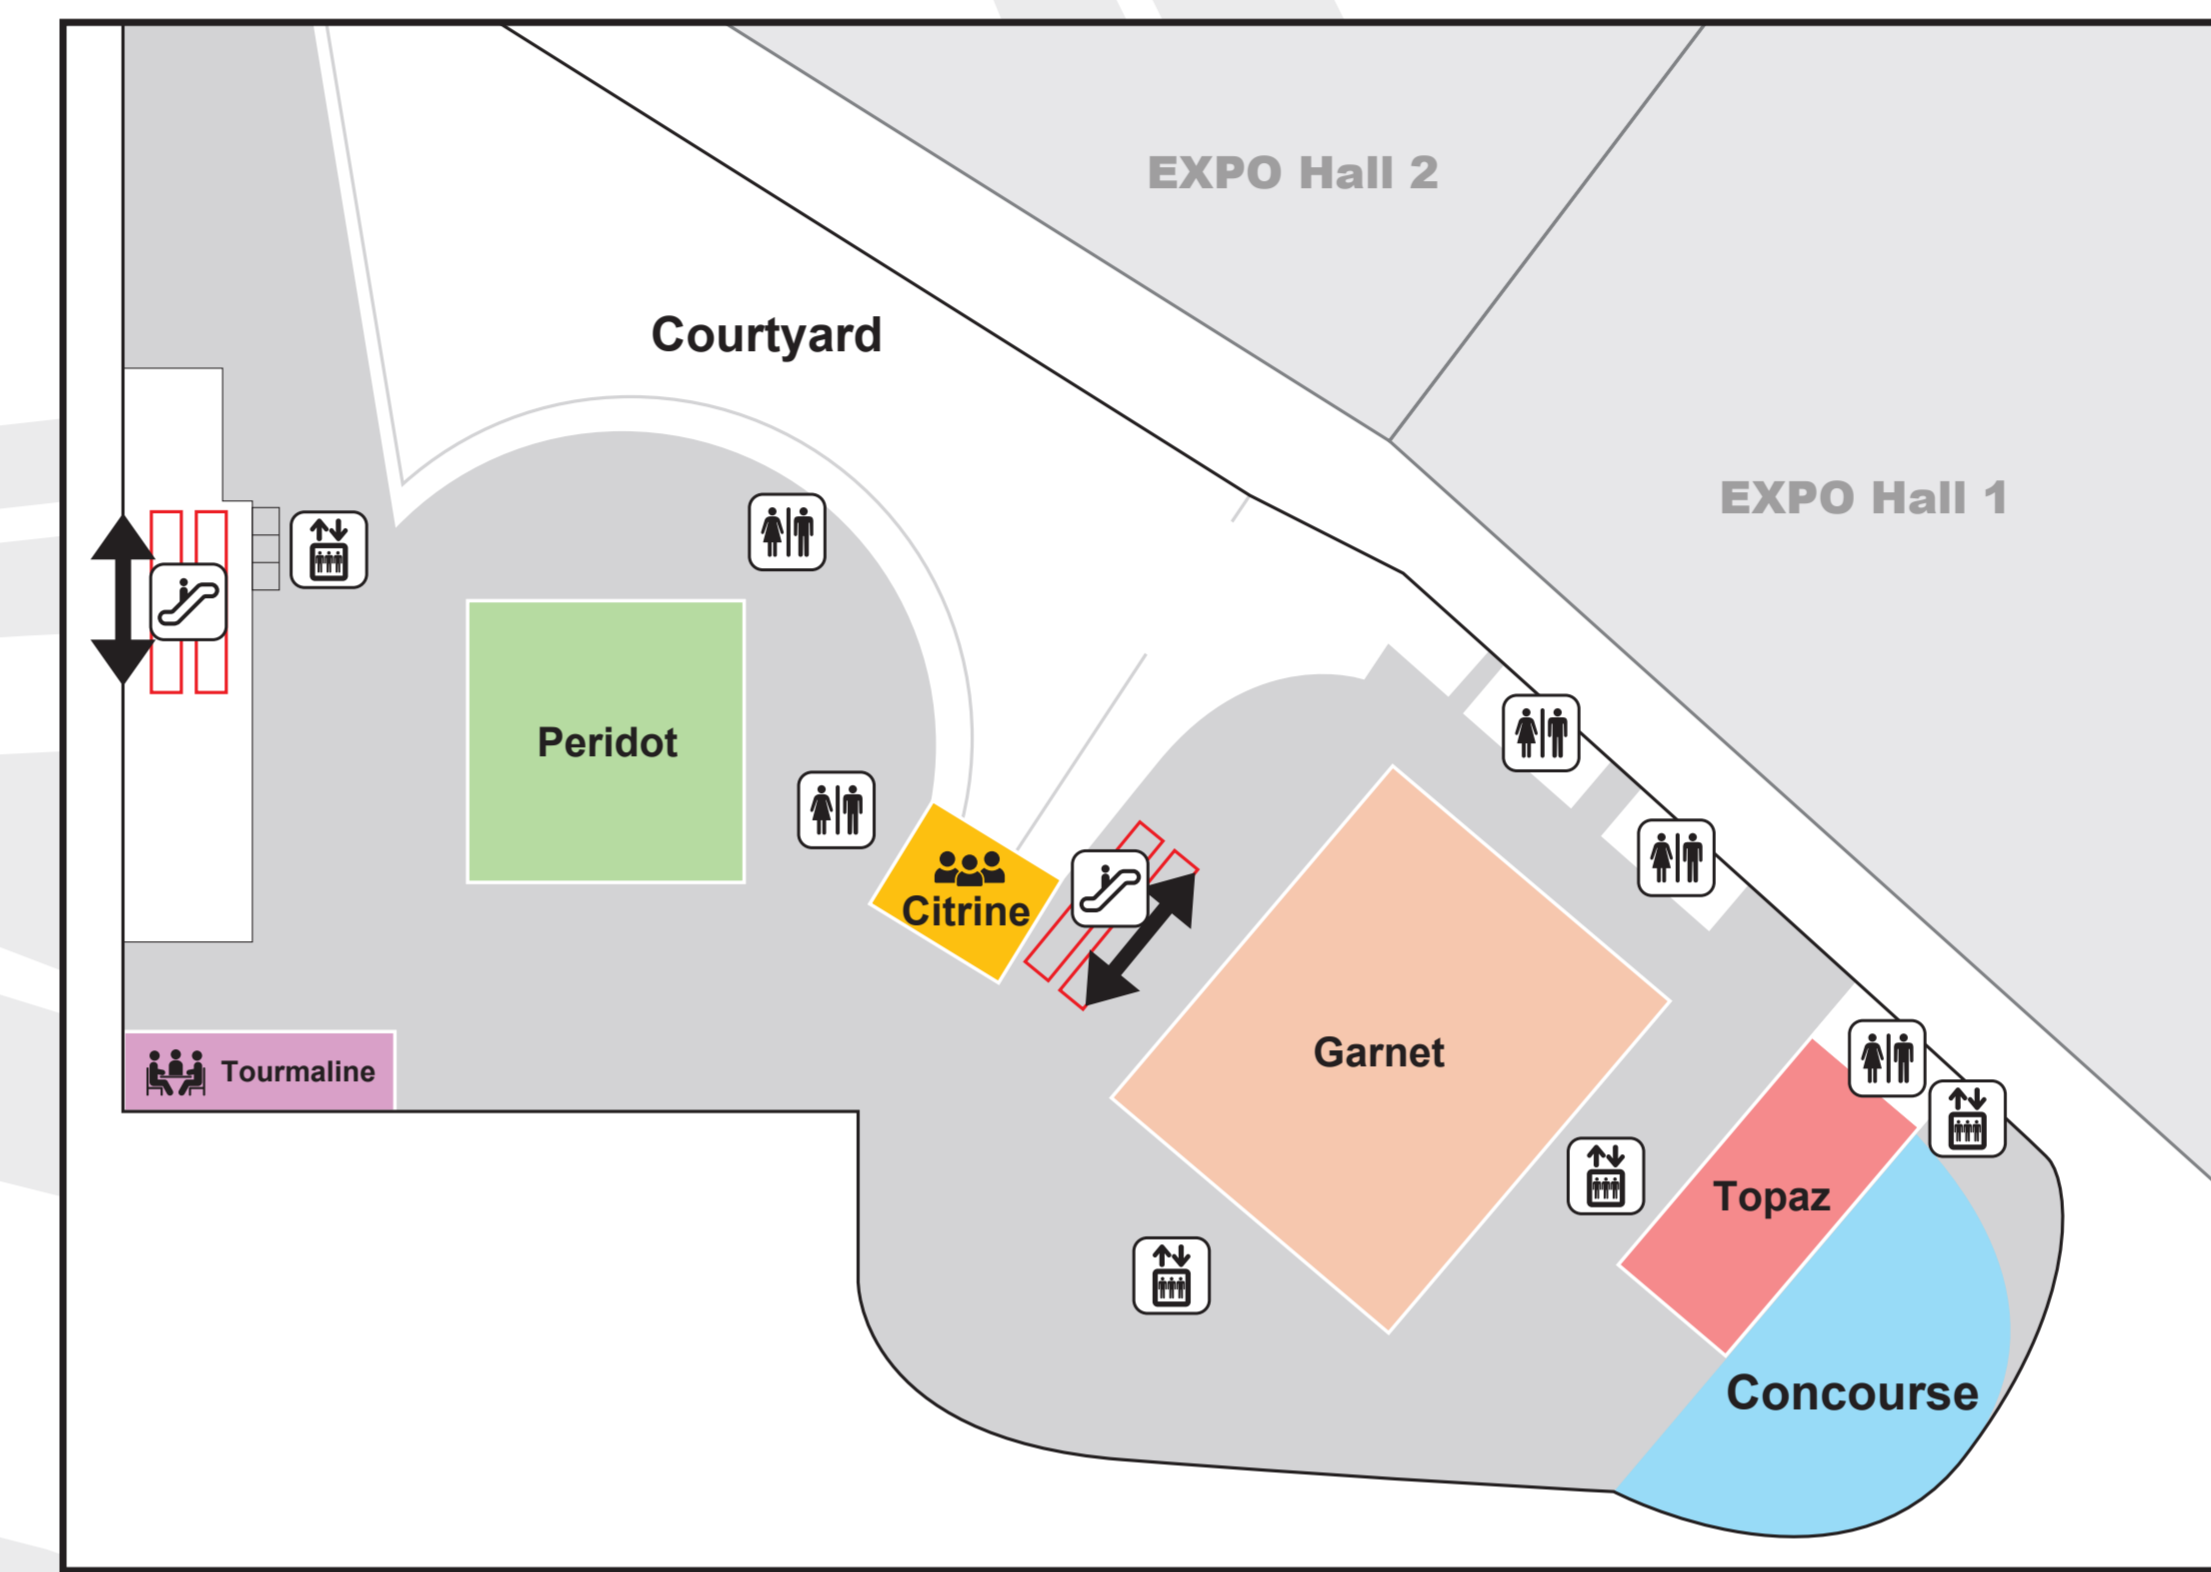 EXPO Hall 2
Courtyard
EXPO Hall 1
Peridot
Citrine
Garnet
Tourmaline
Topaz
Concourse